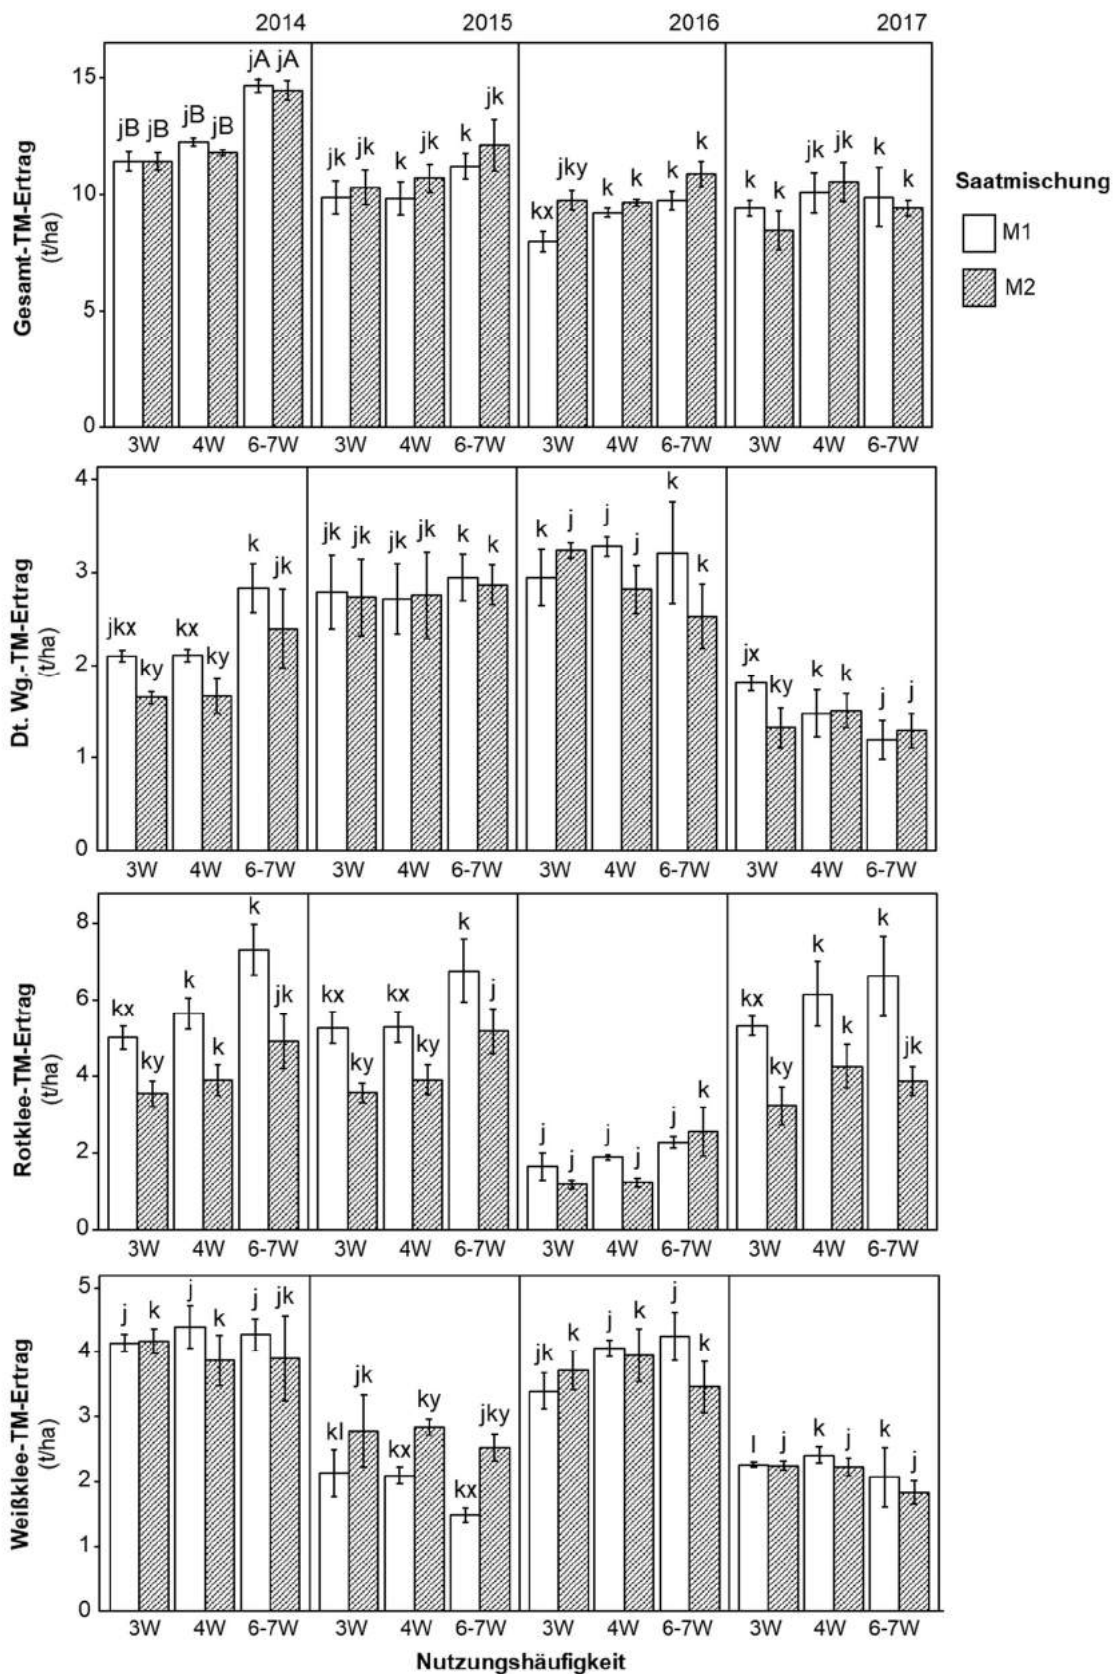 2014 2015 2016 2017
Gesamt-TM-Ertrag
(t/ha)
15
10
5
0
jB jB jB jB jA jA
jk jk k jk k jk
kx jky k k k k
k k jk jk k k
3W 4W 6-7W 3W 4W 6-7W 3W 4W 6-7W 3W 4W 6-7W
Saatmischung
M1
M2
Dt. Wg.-TM-Ertrag
(t/ha)
4
3
2
1
0
jkx ky kx ky k jk
jk jk jk jk k k
k j j j k k
jx ky k k j j
3W 4W 6-7W 3W 4W 6-7W 3W 4W 6-7W 3W 4W 6-7W
Rotklee-TM-Ertrag
(t/ha)
8
6
4
2
0
kx ky k k k jk
kx ky kx ky k j
j j j j j k
kx ky k k k jk
3W 4W 6-7W 3W 4W 6-7W 3W 4W 6-7W 3W 4W 6-7W
Weißklee-TM-Ertrag
(t/ha)
5
4
3
2
1
0
j k j k j jk
kl jk kx ky kx jky
jk k j k j k
l j k j k j
3W 4W 6-7W 3W 4W 6-7W 3W 4W 6-7W 3W 4W 6-7W
Nutzungshäufigkeit